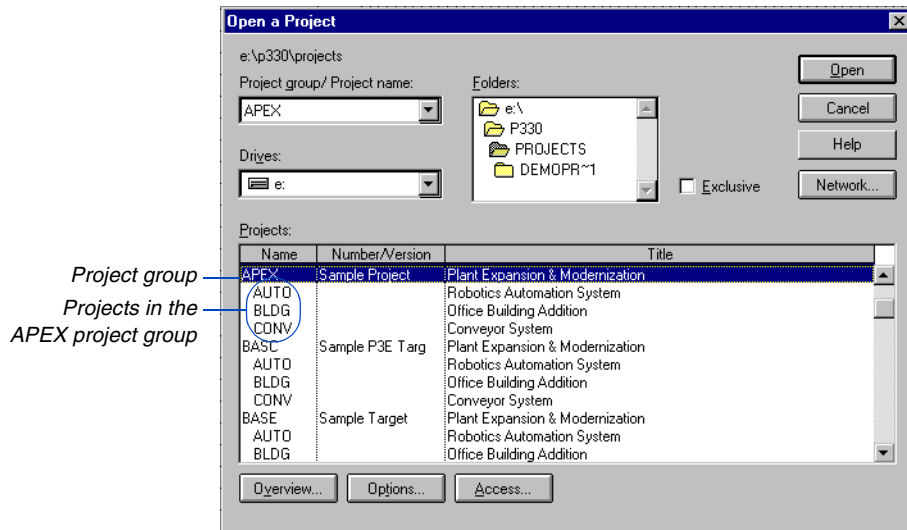 Open a Project
e:\p330\projects
Project group/ Project name:
APEX
Drives:
e:
Folders:
e:\
P330
PROJECTS
DEMOPR~1
Exclusive
Open
Cancel
Help
Network...
Projects:
Name Number/Version Title
APEX Sample Project Plant Expansion & Modernization
AUTO Robotics Automation System
BLDG Office Building Addition
CONV Conveyor System
BASC Sample P3E Targ Plant Expansion & Modernization
AUTO Robotics Automation System
BLDG Office Building Addition
CONV Conveyor System
BASE Sample Target Plant Expansion & Modernization
AUTO Robotics Automation System
BLDG Office Building Addition
Overview... Options... Access...
Project group
Projects in the
APEX project group